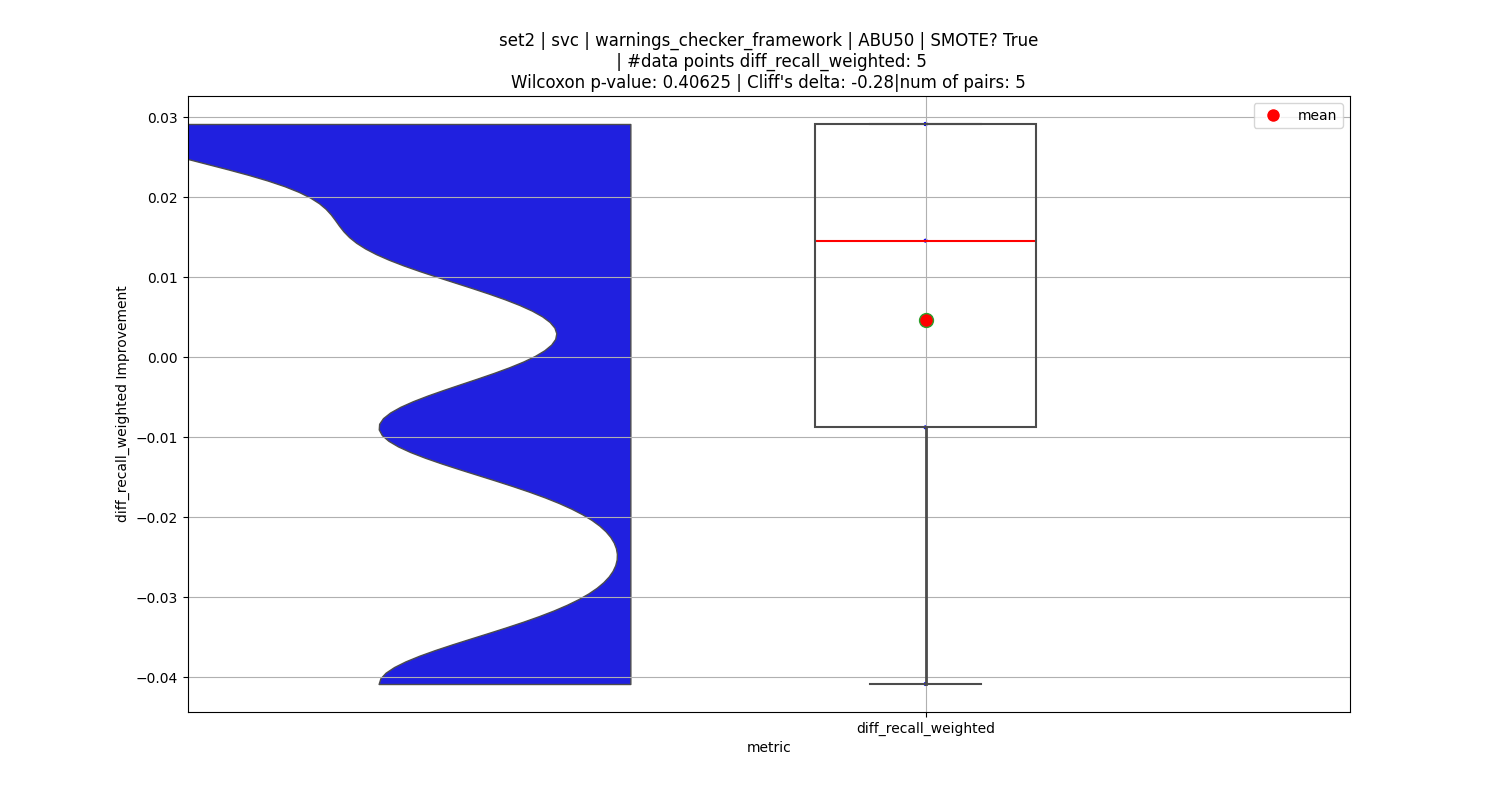 set2 | svc | warnings_checker_framework | ABU50 | SMOTE? True
| #data points diff_recall_weighted: 5
Wilcoxon p-value: 0.40625 | Cliff's delta: -0.28|num of pairs: 5
mean
0.03
0.02
0.01
0.00
−0.01
−0.02
−0.03
−0.04
diff_recall_weighted Improvement
diff_recall_weighted
metric